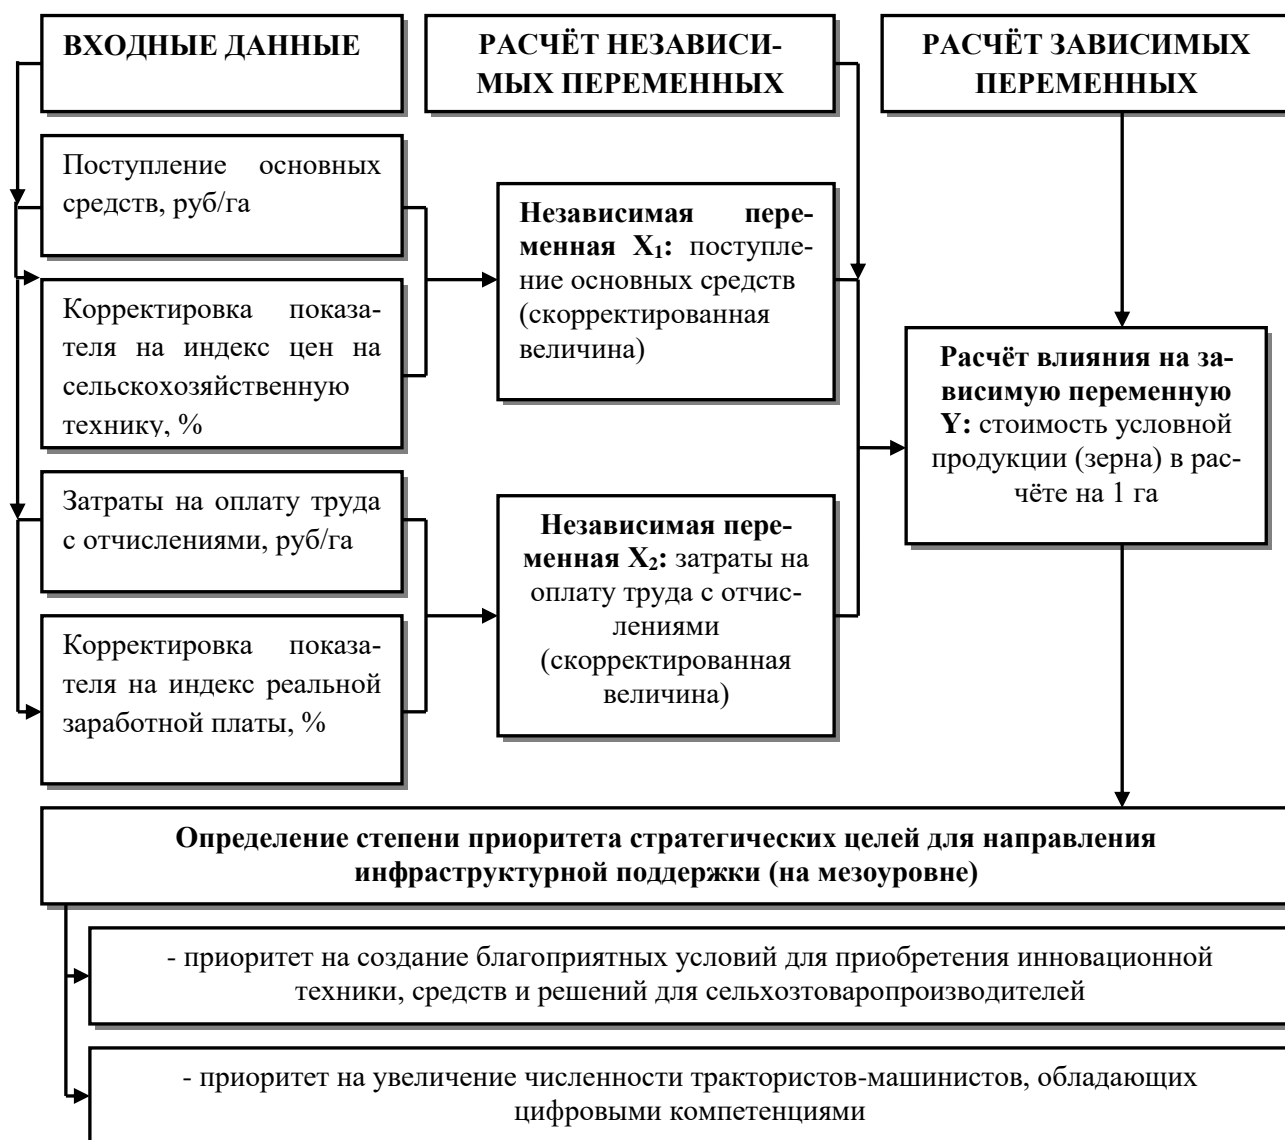 ВХОДНЫЕ ДАННЫЕ
РАСЧЁТ НЕЗАВИСИ-
МЫХ ПЕРЕМЕННЫХ
РАСЧЁТ ЗАВИСИМЫХ
ПЕРЕМЕННЫХ
Поступление основных
средств, руб/га
Корректировка показа-
теля на индекс цен на
сельскохозяйственную
технику, %
Затраты на оплату труда
с отчислениями, руб/га
Корректировка показа-
теля на индекс реальной
заработной платы, %
Независимая пере-
менная X₁: поступле-
ние основных средств
(скорректированная
величина)
Независимая пере-
менная X₂: затраты на
оплату труда с отчис-
лениями
(скорректированная
величина)
Расчёт влияния на за-
висимую переменную
Y: стоимость условной
продукции (зерна) в рас-
чёте на 1 га
Определение степени приоритета стратегических целей для направления
инфраструктурной поддержки (на мезоуровне)
- приоритет на создание благоприятных условий для приобретения инновационной
техники, средств и решений для сельхозтоваропроизводителей
- приоритет на увеличение численности трактористов-машинистов, обладающих
цифровыми компетенциями